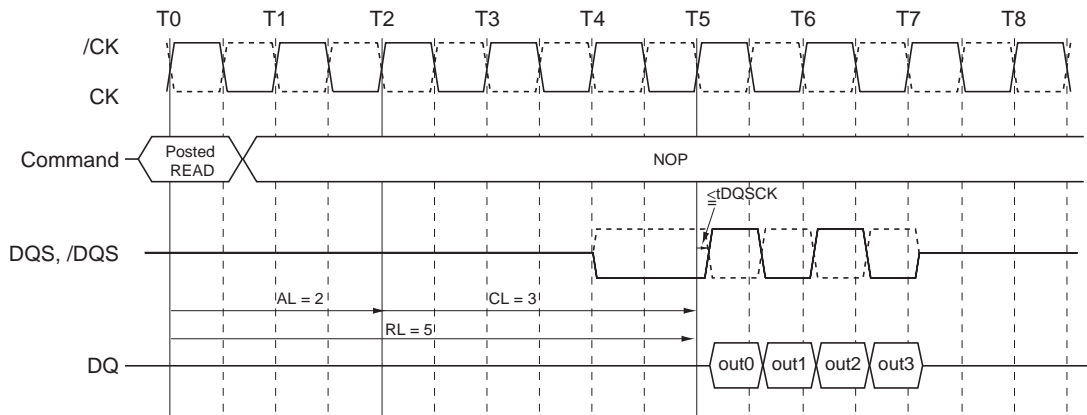 T0 T1 T2 T3 T4 T5 T6 T7 T8
/CK
CK
Command
Posted
READ
NOP
≦tDQSCK
DQS, /DQS
AL = 2
CL = 3
RL = 5
DQ
out0 out1 out2 out3